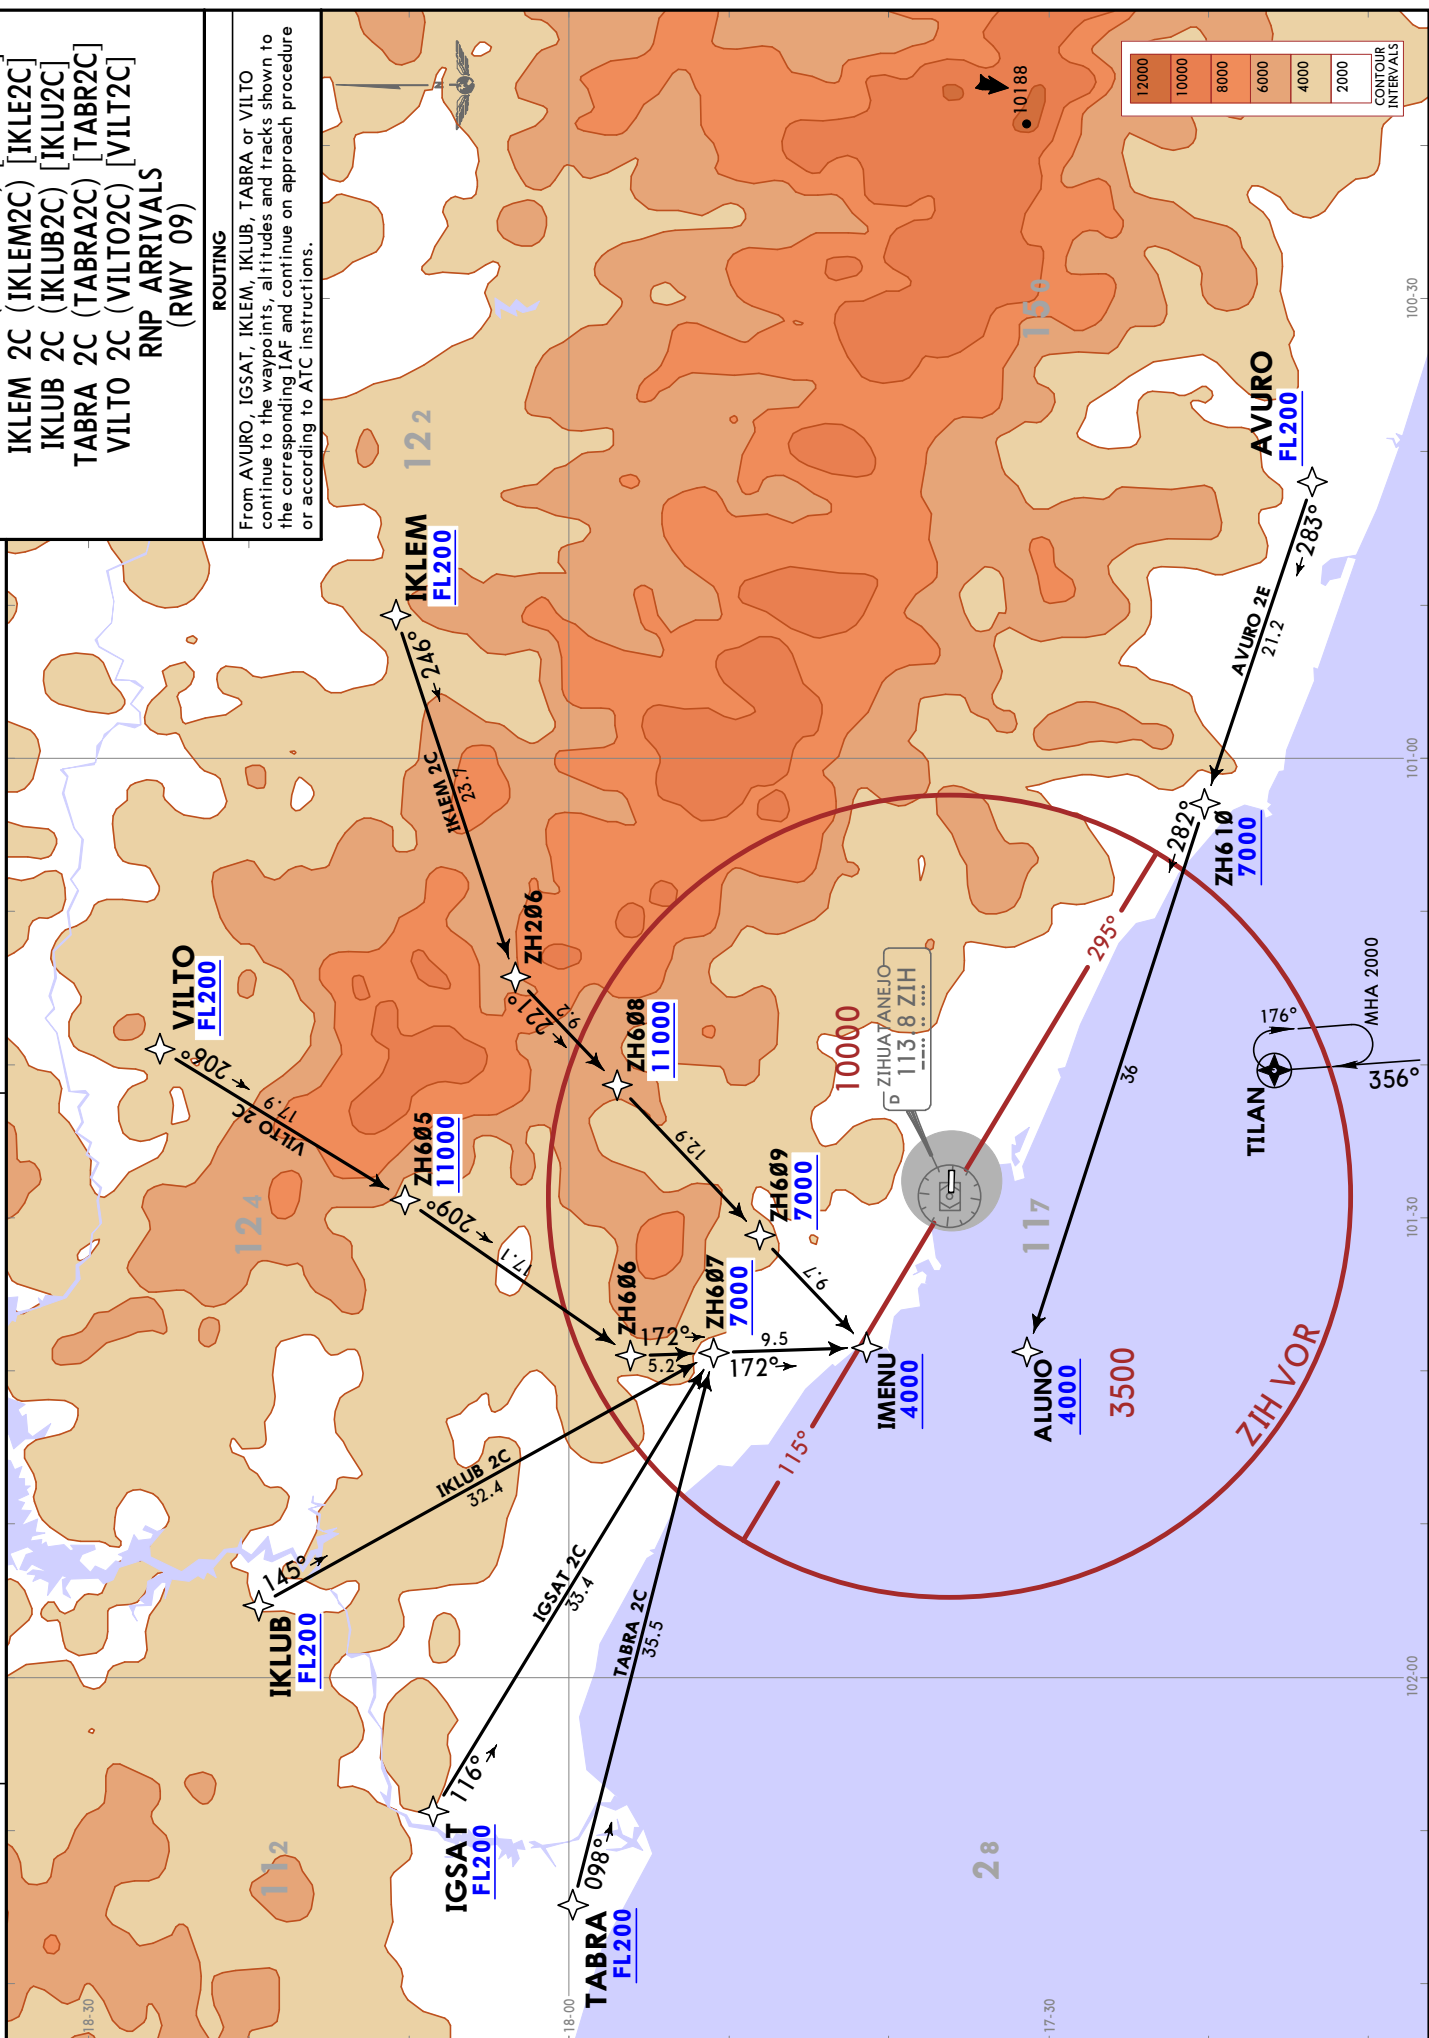 IKLEM 2C (IKLEM2C) [IKLE2C]
IKLUB 2C (IKLUB2C) [IKLU2C]
TABRA 2C (TABRA2C) [TABR2C]
VILTO 2C (VILTO2C) [VILT2C]
RNP ARRIVALS
(RWY 09)
ROUTING
From AVURO, IGSAT, IKLEM, IKLUB, TABRA or VILTO
continue to the waypoints, altitudes and tracks shown to
the corresponding IAF and continue on approach procedure
or according to ATC instructions.
N
VILTO
FL200
206°
VILTO 2C
17.9
124
ZH6Ø5
11000
209°
17.1
IKLEM
FL200
246°
IKLEM 2C
23.7
122
ZH2Ø6
221°
9.2
ZH6Ø8
11000
12.9
ZH6Ø9
7000
9.7
ZH6Ø6
172°
5.2
ZH6Ø7
7000
172°
9.5
IMENU
4000
IKLUB
FL200
145°
IKLUB 2C
32.4
IGSAT
FL200
116°
IGSAT 2C
33.4
112
TABRA
FL200
098°
TABRA 2C
35.5
28
10000
D ZIHUATANEJO
113.8 ZIH
115°
295°
117
3500
ZIH VOR
ALUNO
4000
36
282°
ZH61Ø
7000
AVURO 2E
21.2
283°
AVURO
FL200
150
10188
TILAN
176°
MHA 2000
356°
12000
10000
8000
6000
4000
2000
CONTOUR
INTERVALS
18-30
18-00
17-30
102-00
101-30
101-00
100-30